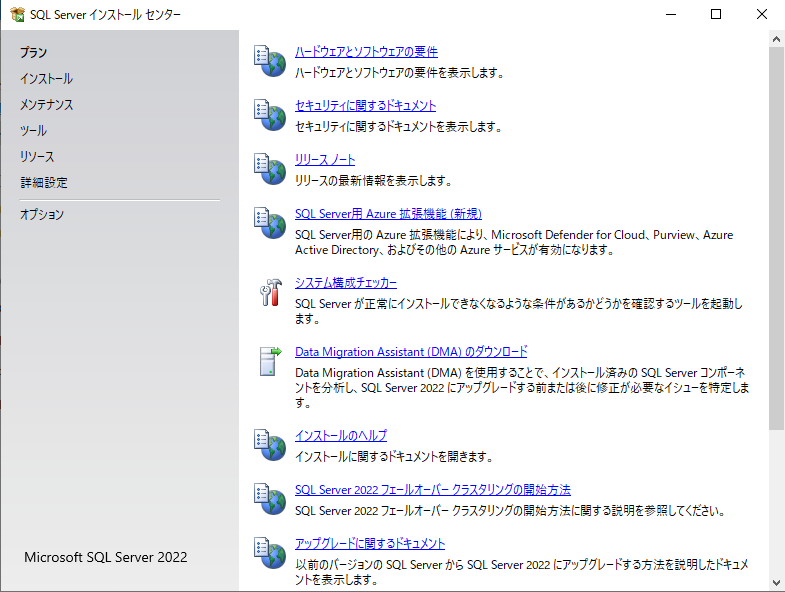 SQL Server インストール センター
プラン
インストール
メンテナンス
ツール
リソース
詳細設定
オプション
Microsoft SQL Server 2022
ハードウェアとソフトウェアの要件
ハードウェアとソフトウェアの要件を表示します。
セキュリティに関するドキュメント
セキュリティに関するドキュメントを表示します。
リリース ノート
リリースの最新情報を表示します。
SQL Server用 Azure 拡張機能 (新規)
SQL Server用の Azure 拡張機能により、Microsoft Defender for Cloud、Purview、Azure
Active Directory、およびその他の Azure サービスが有効になります。
システム構成チェッカー
SQL Server が正常にインストールできなくなるような条件があるかどうかを確認するツールを起動し
ます。
Data Migration Assistant (DMA) のダウンロード
Data Migration Assistant (DMA) を使用することで、インストール済みの SQL Server コンポーネ
ントを分析し、SQL Server 2022 にアップグレードする前または後に修正が必要なイシューを特定しま
す。
インストールのヘルプ
インストールに関するドキュメントを開きます。
SQL Server 2022 フェールオーバー クラスタリングの開始方法
SQL Server 2022 フェールオーバー クラスタリングの開始方法に関する説明を参照してください。
アップグレードに関するドキュメント
以前のバージョンの SQL Server から SQL Server 2022 にアップグレードする方法を説明したドキュメ
ントを表示します。